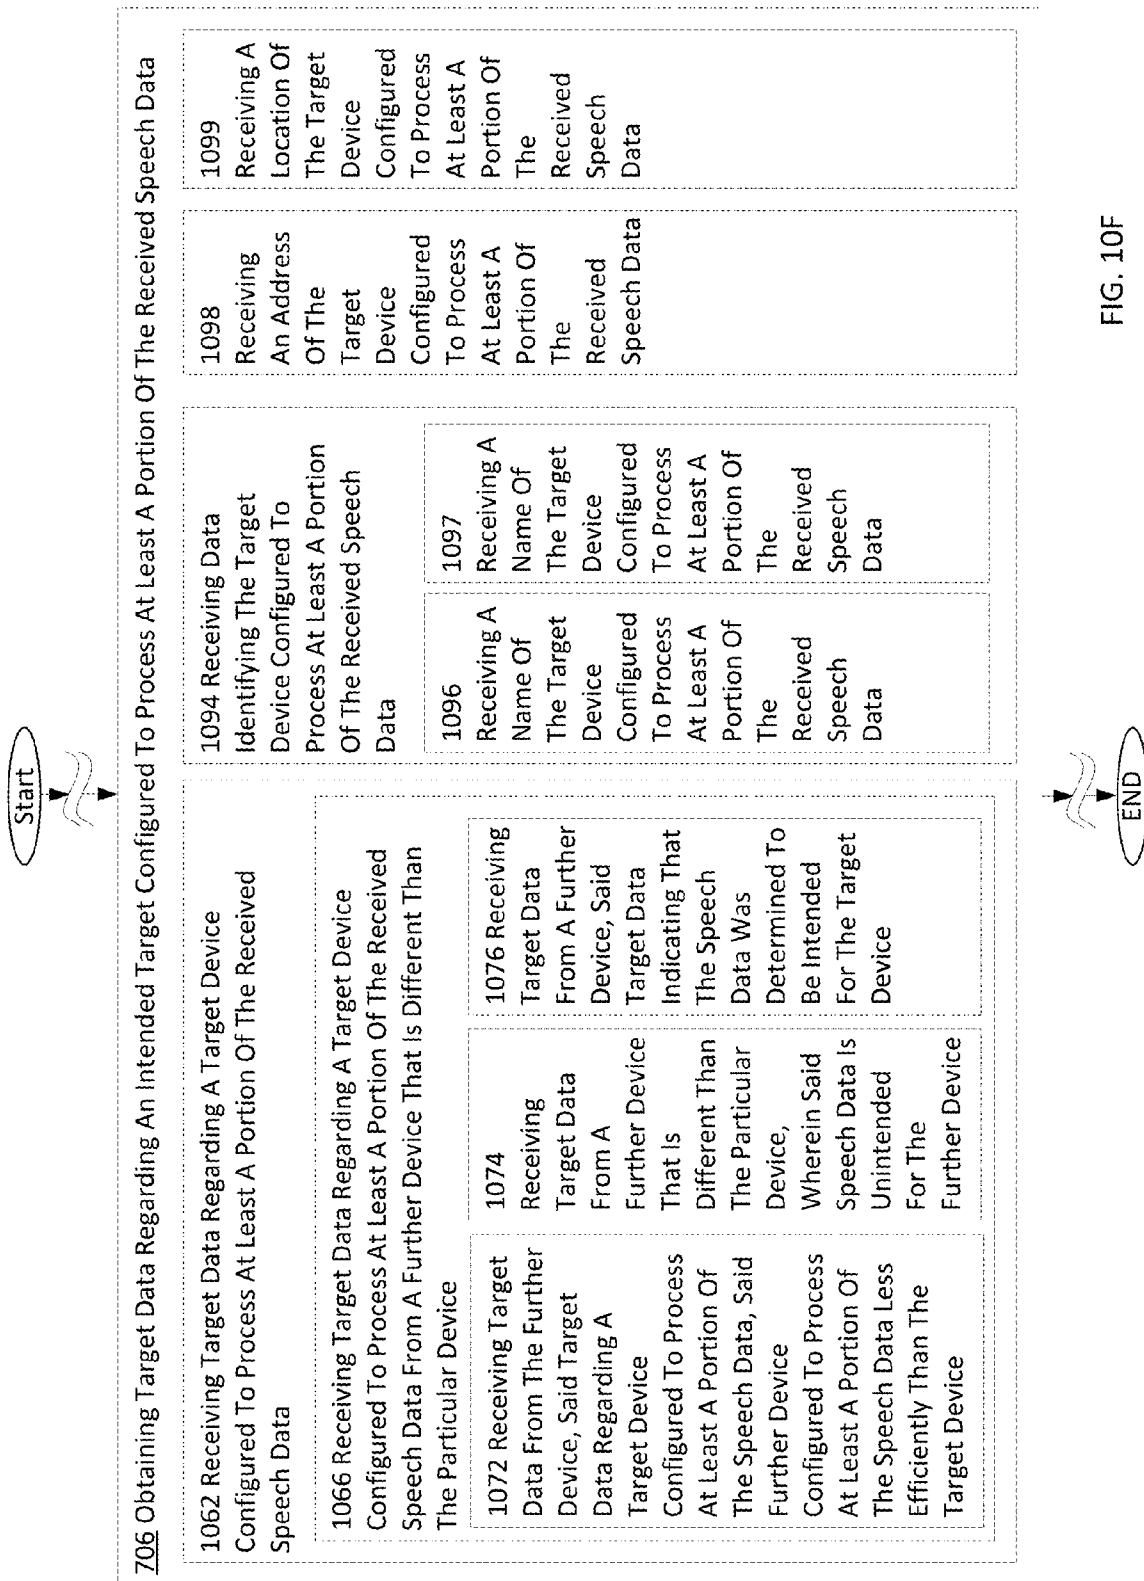 Start
706 Obtaining Target Data Regarding An Intended Target Configured To Process At Least A Portion Of The Received Speech Data
1062 Receiving Target Data Regarding A Target Device
Configured To Process At Least A Portion Of The Received
Speech Data
1066 Receiving Target Data Regarding A Target Device
Configured To Process At Least A Portion Of The Received
Speech Data From A Further Device That Is Different Than
The Particular Device
1072 Receiving Target
Data From The Further
Device, Said Target
Data Regarding A
Target Device
Configured To Process
At Least A Portion Of
The Speech Data, Said
Further Device
Configured To Process
At Least A Portion Of
The Speech Data Less
Efficiently Than The
Target Device
1074
Receiving
Target Data
From A
Further Device
That Is
Different Than
The Particular
Device,
Wherein Said
Speech Data Is
Unintended
For The
Further Device
1076 Receiving
Target Data
From A Further
Device, Said
Target Data
Indicating That
The Speech
Data Was
Determined To
Be Intended
For The Target
Device
1094 Receiving Data
Identifying The Target
Device Configured To
Process At Least A Portion
Of The Received Speech
Data
1096
Receiving A
Name Of
The Target
Device
Configured
To Process
At Least A
Portion Of
The
Received
Speech
Data
1097
Receiving A
Name Of
The Target
Device
Configured
To Process
At Least A
Portion Of
The
Received
Speech
Data
1098
Receiving
An Address
Of The
Target
Device
Configured
To Process
At Least A
Portion Of
The
Received
Speech Data
1099
Receiving A
Location Of
The Target
Device
Configured
To Process
At Least A
Portion Of
The
Received
Speech
Data
END
FIG. 10F